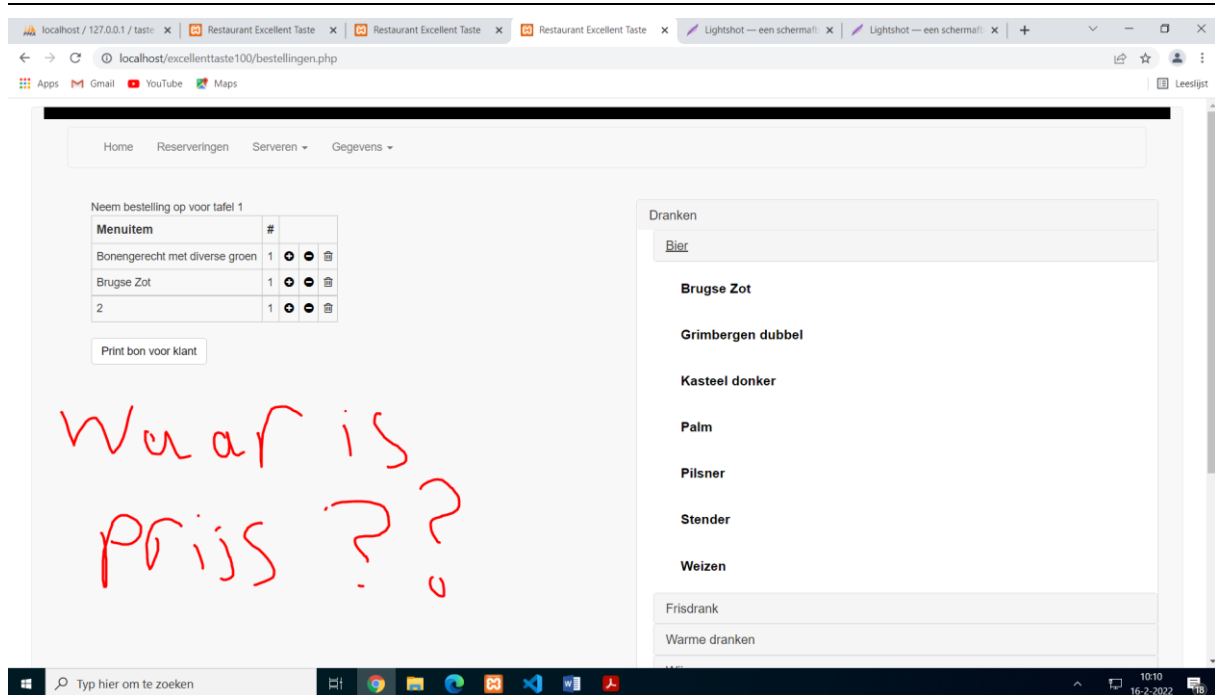 localhost / 127.0.0.1 / taste
Restaurant Excellent Taste
Restaurant Excellent Taste
Restaurant Excellent Taste
Lightshot — een schermaf
Lightshot — een schermaf
localhost/excellenttaste100/bestellingen.php
Apps Gmail YouTube Maps Leeslijst
Home Reserveringen Serveren Gegevens
Neem bestelling op voor tafel 1
Menuitem #
Bonengerecht met diverse groen 1
Brugse Zot 1
2 1
Print bon voor klant
Waar is
prijs ??
Dranken
Bier
Brugse Zot
Grimbergen dubbel
Kasteel donker
Palm
Pilsner
Stender
Weizen
Frisdrank
Warme dranken
Typ hier om te zoeken
10:10
16-2-2022
18